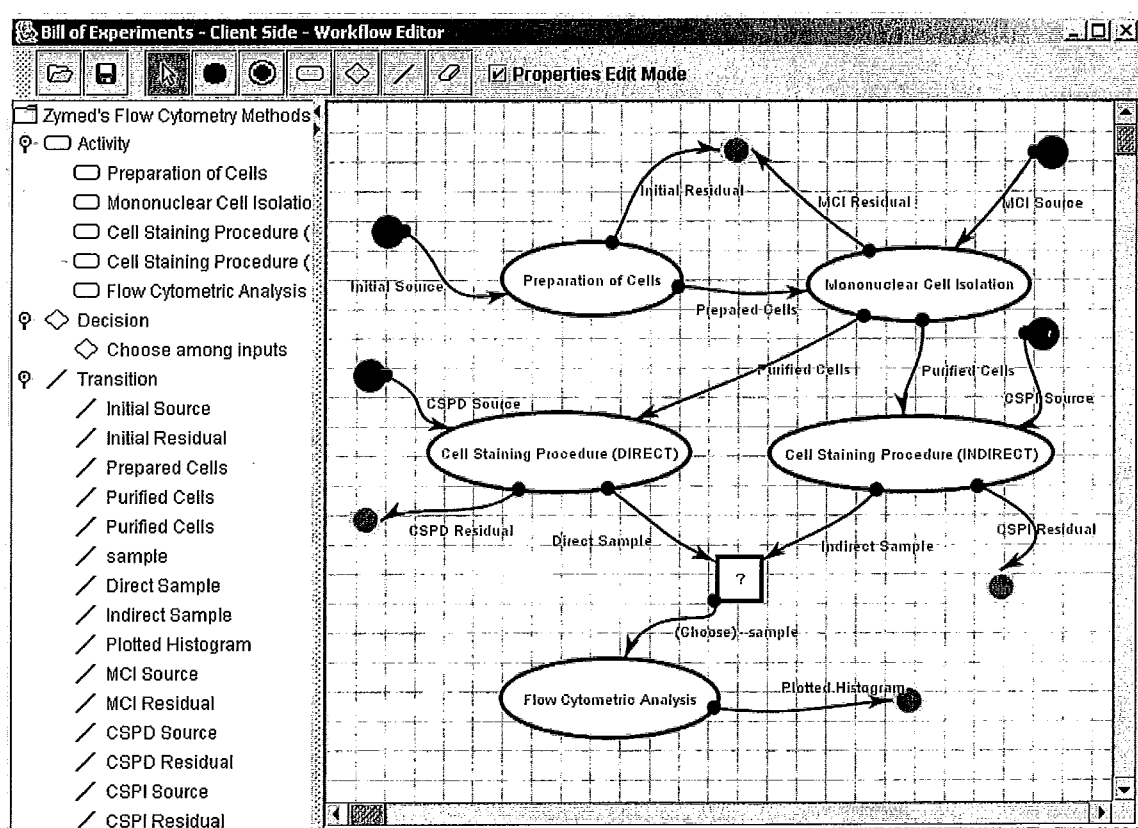 Bill of Experiments - Client Side - Workflow Editor
Properties Edit Mode
Zymed's Flow Cytometry Methods
Activity
Preparation of Cells
Mononuclear Cell Isolatio
Cell Staining Procedure (
Cell Staining Procedure (
Flow Cytometric Analysis
Decision
Choose among inputs
Transition
Initial Source
Initial Residual
Prepared Cells
Purified Cells
Purified Cells
sample
Direct Sample
Indirect Sample
Plotted Histogram
MCI Source
MCI Residual
CSPD Source
CSPD Residual
CSPI Source
CSPI Residual
Initial Residual
MCI Residual
MCI Source
Preparation of Cells
Mononuclear Cell Isolation
Initial Source
Prepared Cells
Purified Cells
Purified Cells
CSPD Source
CSPI Source
Cell Staining Procedure (DIRECT)
Cell Staining Procedure (INDIRECT)
CSPD Residual
Direct Sample
Indirect Sample
CSPI Residual
?
(Choose)--sample
Flow Cytometric Analysis
Plotted Histogram